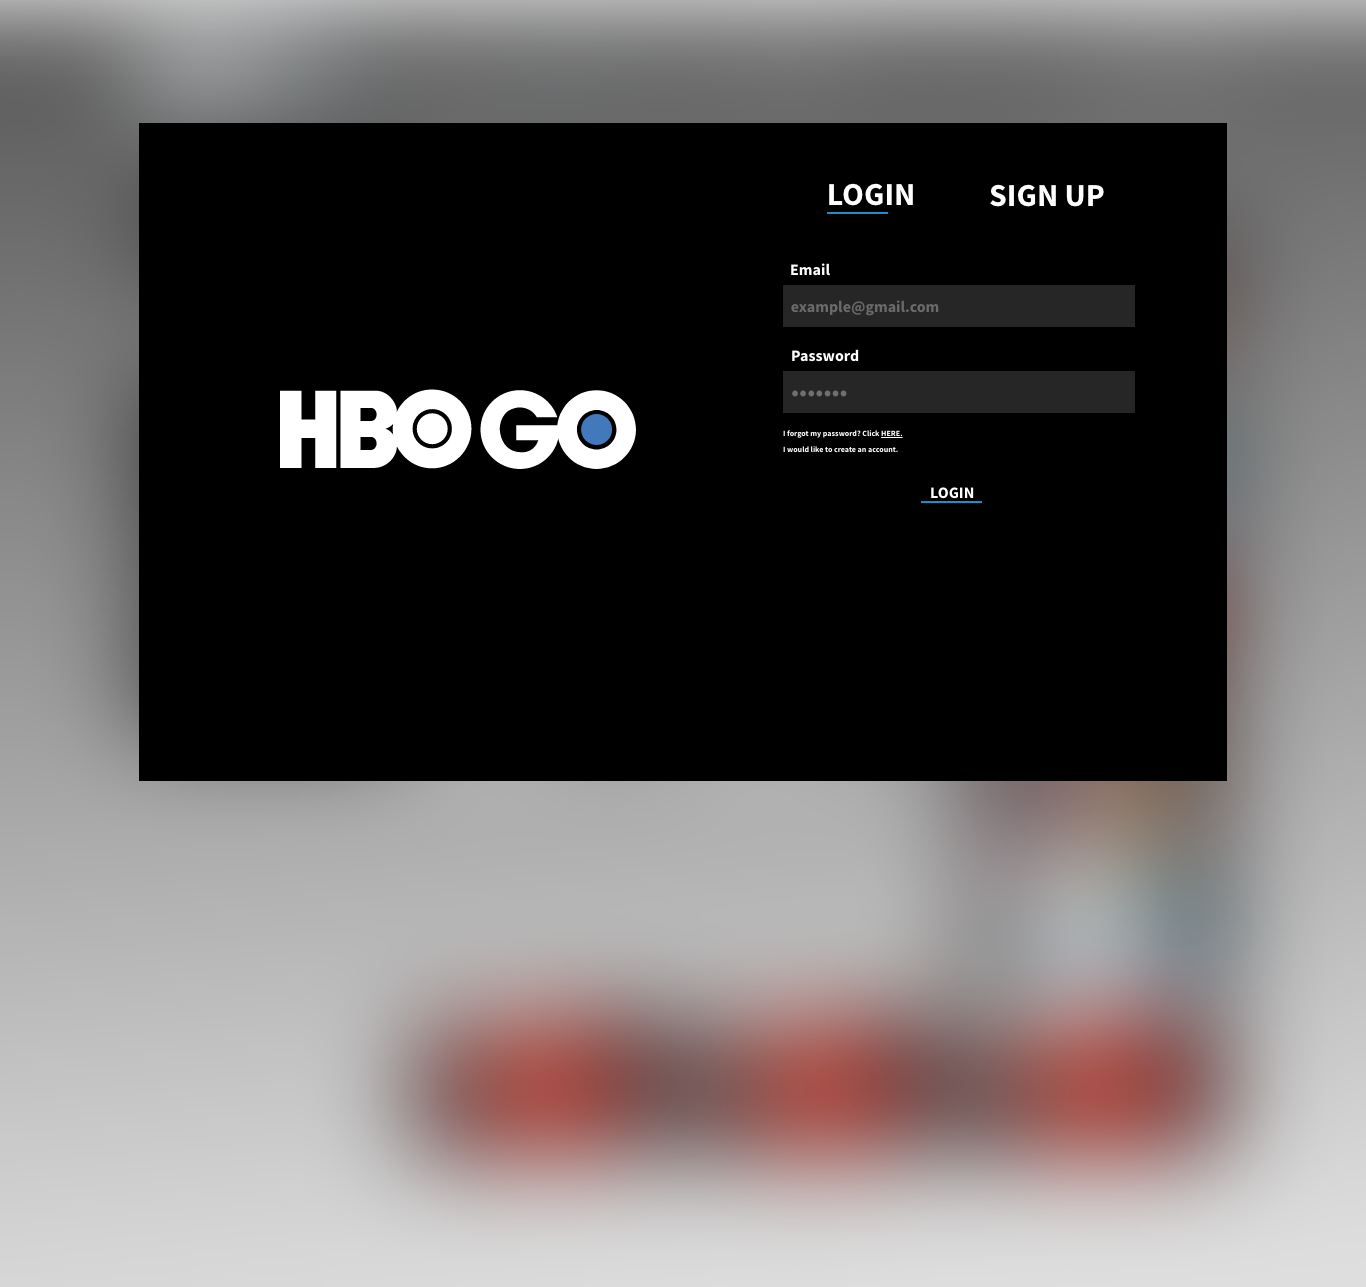 LOGIN SIGN UP
Email
example@gmail.com
Password
•••••••
I forgot my password? Click HERE.
I would like to create an account.
LOGIN
HBO GO